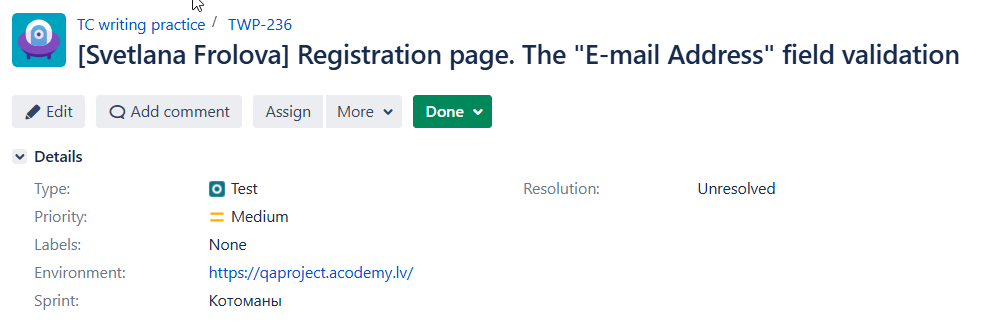 TC writing practice / TWP-236
[Svetlana Frolova] Registration page. The "E-mail Address" field validation
Edit Add comment Assign More Done
Details
Type: Test Resolution: Unresolved
Priority: Medium
Labels: None
Environment: https://qaproject.acodemy.lv/
Sprint: Котоманы